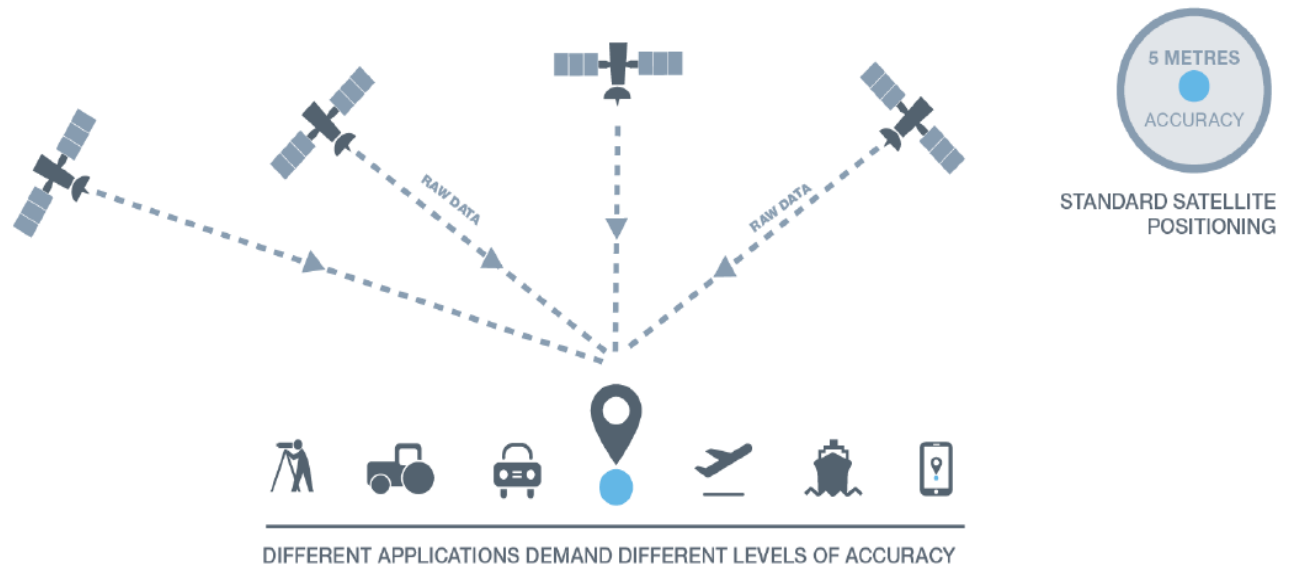 5 METRES
ACCURACY
STANDARD SATELLITE
POSITIONING
RAW DATA
RAW DATA
DIFFERENT APPLICATIONS DEMAND DIFFERENT LEVELS OF ACCURACY